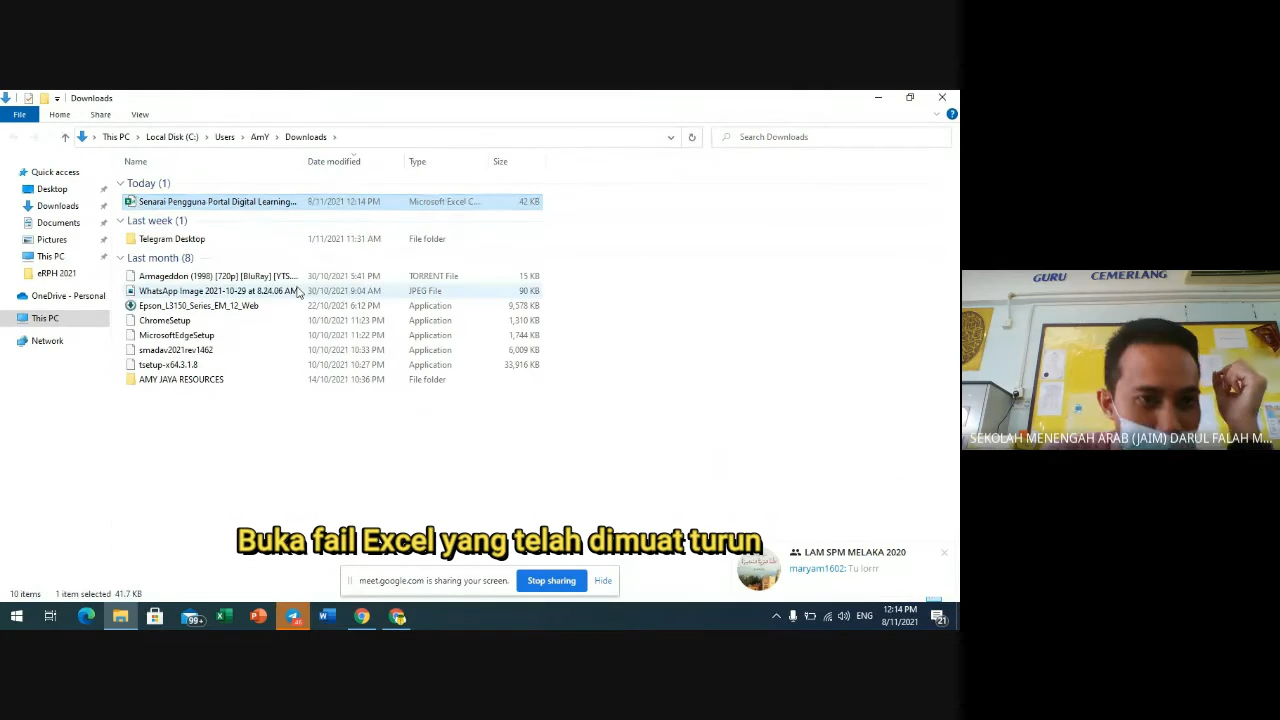 Downloads
File Home Share View
This PC Local Disk (C:) Users AmY Downloads
Search Downloads
Name Date modified Type Size
Quick access
Desktop
Downloads
Documents
Pictures
This PC
eRPH 2021
OneDrive - Personal
This PC
Network
Today (1)
Senarai Pengguna Portal Digital Learning... 8/11/2021 12:14 PM Microsoft Excel C... 42 KB
Last week (1)
Telegram Desktop 1/11/2021 11:31 AM File folder
Last month (8)
Armageddon (1998) [720p] [BluRay] [YTS.... 30/10/2021 5:41 PM TORRENT File 15 KB
WhatsApp Image 2021-10-29 at 8.24.06 AM 30/10/2021 9:04 AM JPEG File 90 KB
Epson_L3150_Series_EM_12_Web 22/10/2021 6:12 PM Application 9,578 KB
ChromeSetup 10/10/2021 11:23 PM Application 1,310 KB
MicrosoftEdgeSetup 10/10/2021 11:22 PM Application 1,744 KB
smadav2021rev1462 10/10/2021 10:33 PM Application 6,009 KB
tsetup-x64.3.1.8 10/10/2021 10:27 PM Application 33,916 KB
AMY JAYA RESOURCES 14/10/2021 10:36 PM File folder
GURU CEMERLANG
SEKOLAH MENENGAH ARAB (JAIM) DARUL FALAH M...
Buka fail Excel yang telah dimuat turun
LAM SPM MELAKA 2020
maryam1602: Tu lorrr
meet.google.com is sharing your screen. Stop sharing Hide
10 items 1 item selected 41.7 KB
99+
46
ENG
12:14 PM
8/11/2021
21